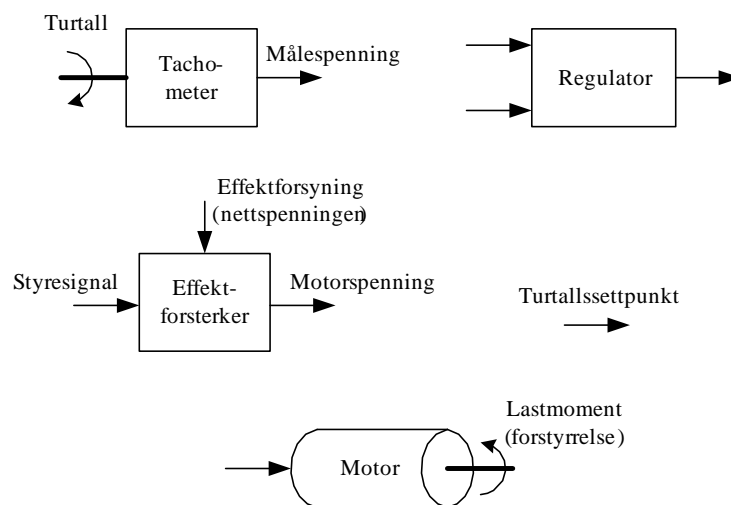 Turtall
Tacho-
meter
Målespenning
Regulator
Effektforsyning
(nettspenningen)
Styresignal
Effekt-
forsterker
Motorspenning
Turtallssettpunkt
Lastmoment
(forstyrrelse)
Motor